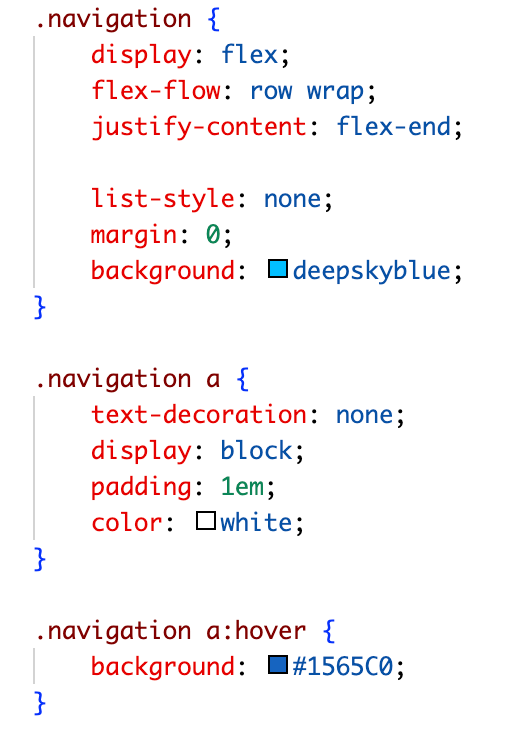 .navigation {
    display: flex;
    flex-flow: row wrap;
    justify-content: flex-end;

    list-style: none;
    margin: 0;
    background: deepskyblue;
}

.navigation a {
    text-decoration: none;
    display: block;
    padding: 1em;
    color: white;
}

.navigation a:hover {
    background: #1565C0;
}